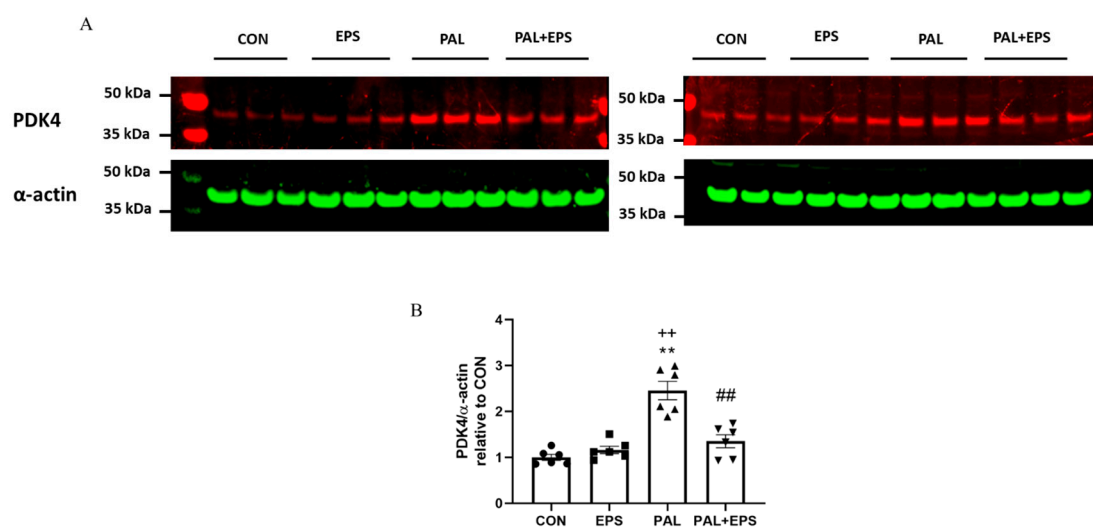 A
CON EPS PAL PAL+EPS CON EPS PAL PAL+EPS
PDK4
50 kDa
35 kDa
50 kDa
35 kDa
α-actin
50 kDa
35 kDa
50 kDa
35 kDa
B
PDK4/α-actin
relative to CON
4
3
2
1
0
++
**
##
CON EPS PAL PAL+EPS